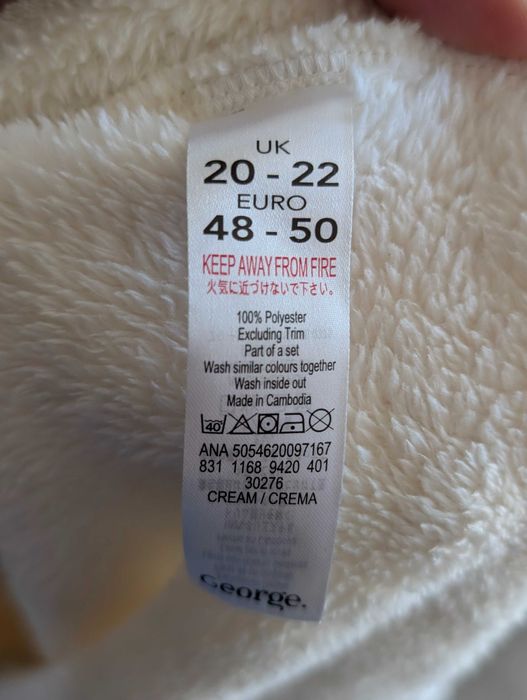 UK
20 - 22
EURO
48 - 50
KEEP AWAY FROM FIRE
火気に近づけないで下さい。
100% Polyester
Excluding Trim
Part of a set
Wash similar colours together
Wash inside out
Made in Cambodia
40
ANA 5054620097167
831 1168 9420 401
30276
CREAM / CREMA
George.